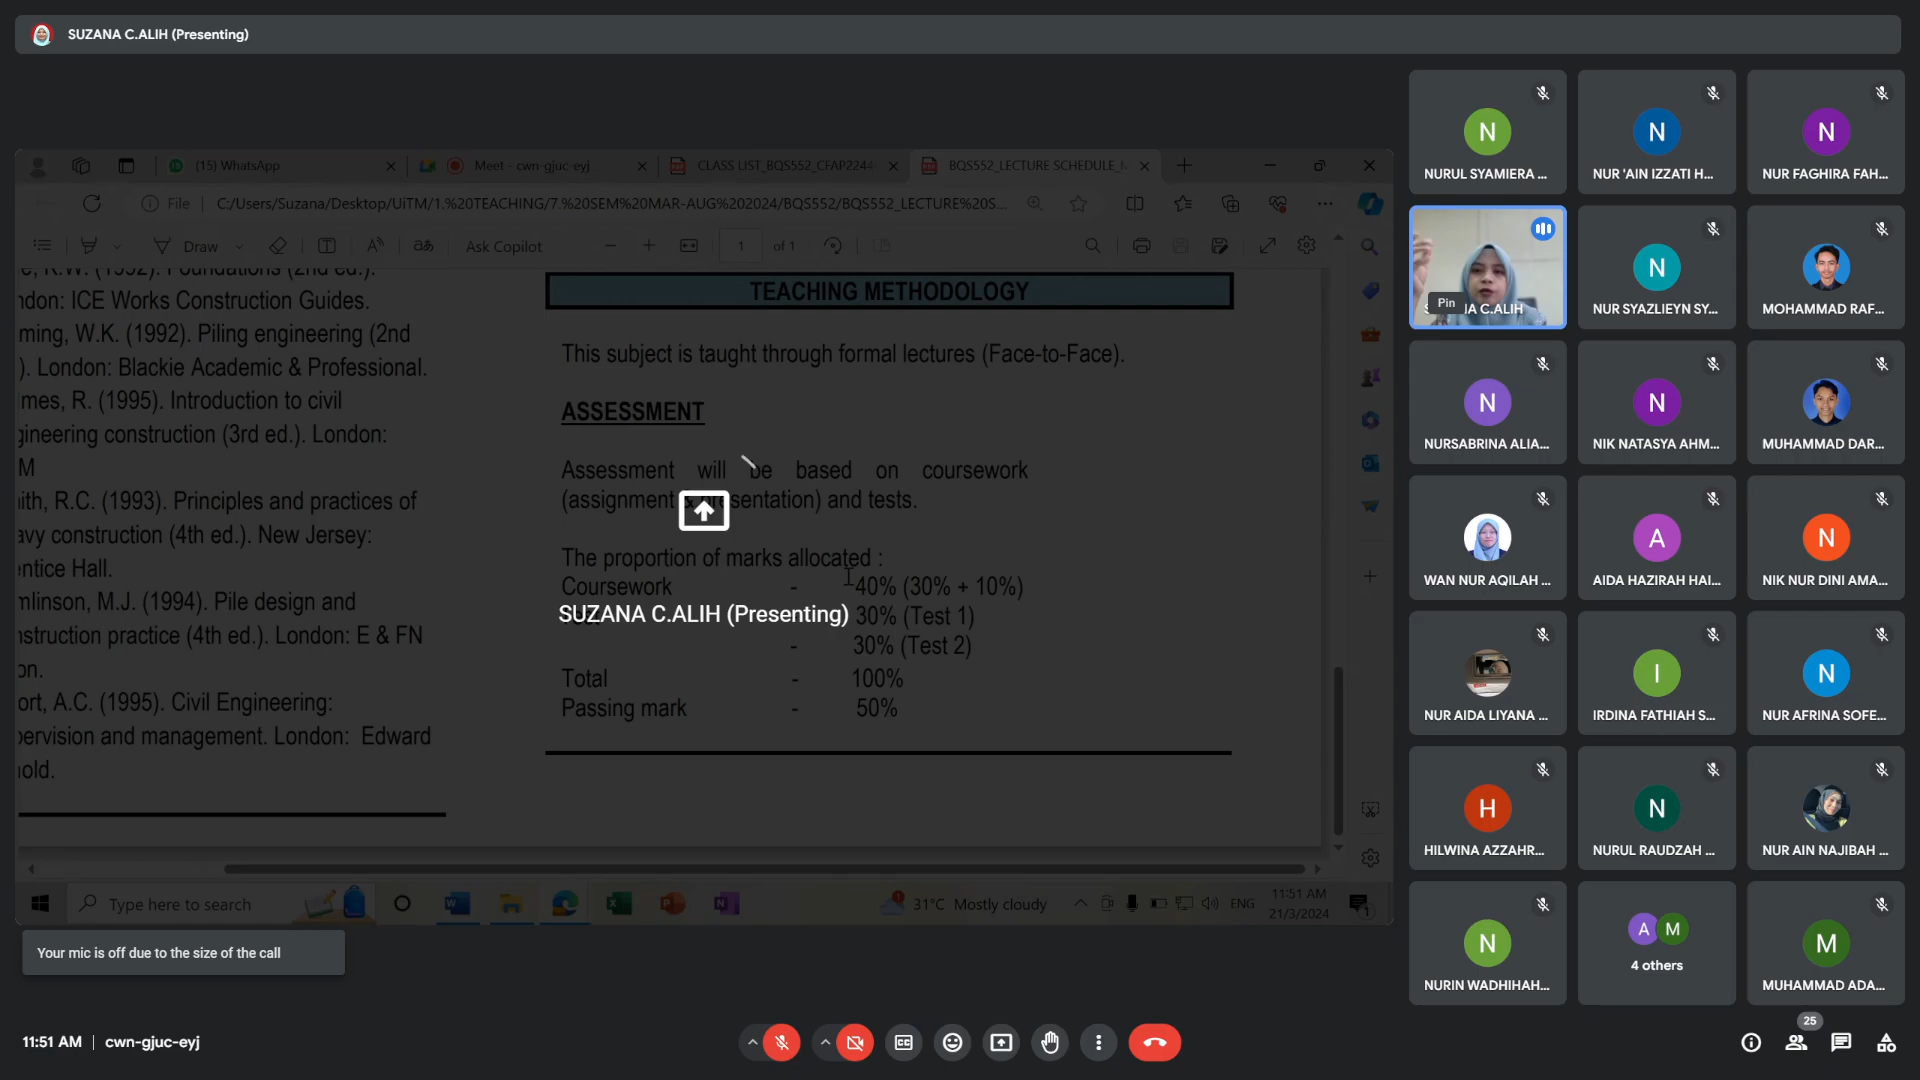 SUZANA C.ALIH (Presenting)
(15) WhatsApp
Meet - cwn-gjuc-eyj
CLASS LIST_BQS552_CFAP2244
BQS552_LECTURE SCHEDULE_
File
C:/Users/Suzana/Desktop/UiTM/1.%20TEACHING/7.%20SEM%20MAR-AUG%202024/BQS552/BQS552_LECTURE%20S...
Draw
Ask Copilot
1
of 1
e, R.W. (1992). Foundations (2nd ed.).
ndon: ICE Works Construction Guides.
ming, W.K. (1992). Piling engineering (2nd
). London: Blackie Academic & Professional.
lmes, R. (1995). Introduction to civil
gineering construction (3rd ed.). London:
M
ith, R.C. (1993). Principles and practices of
avy construction (4th ed.). New Jersey:
entice Hall.
mlinson, M.J. (1994). Pile design and
nstruction practice (4th ed.). London: E & FN
on.
ort, A.C. (1995). Civil Engineering:
pervision and management. London: Edward
nold.
TEACHING METHODOLOGY
This subject is taught through formal lectures (Face-to-Face).
ASSESSMENT
Assessment will be based on coursework
(assignment & presentation) and tests.
The proportion of marks allocated :
Coursework - 40% (30% + 10%)
30% (Test 1)
- 30% (Test 2)
Total - 100%
Passing mark - 50%
SUZANA C.ALIH (Presenting)
Type here to search
31°C Mostly cloudy
ENG
11:51 AM
21/3/2024
1
Your mic is off due to the size of the call
11:51 AM | cwn-gjuc-eyj
N
NURUL SYAMIERA ...
N
NUR 'AIN IZZATI H...
N
NUR FAGHIRA FAH...
Pin
S NA C.ALIH
N
NUR SYAZLIEYN SY...
MOHAMMAD RAF...
N
NURSABRINA ALIA...
N
NIK NATASYA AHM...
MUHAMMAD DAR...
WAN NUR AQILAH ...
A
AIDA HAZIRAH HAI...
N
NIK NUR DINI AMA...
NUR AIDA LIYANA ...
I
IRDINA FATHIAH S...
N
NUR AFRINA SOFE...
H
HILWINA AZZAHR...
N
NURUL RAUDZAH ...
NUR AIN NAJIBAH ...
N
NURIN WADHIHAH...
A M
4 others
M
MUHAMMAD ADA...
25